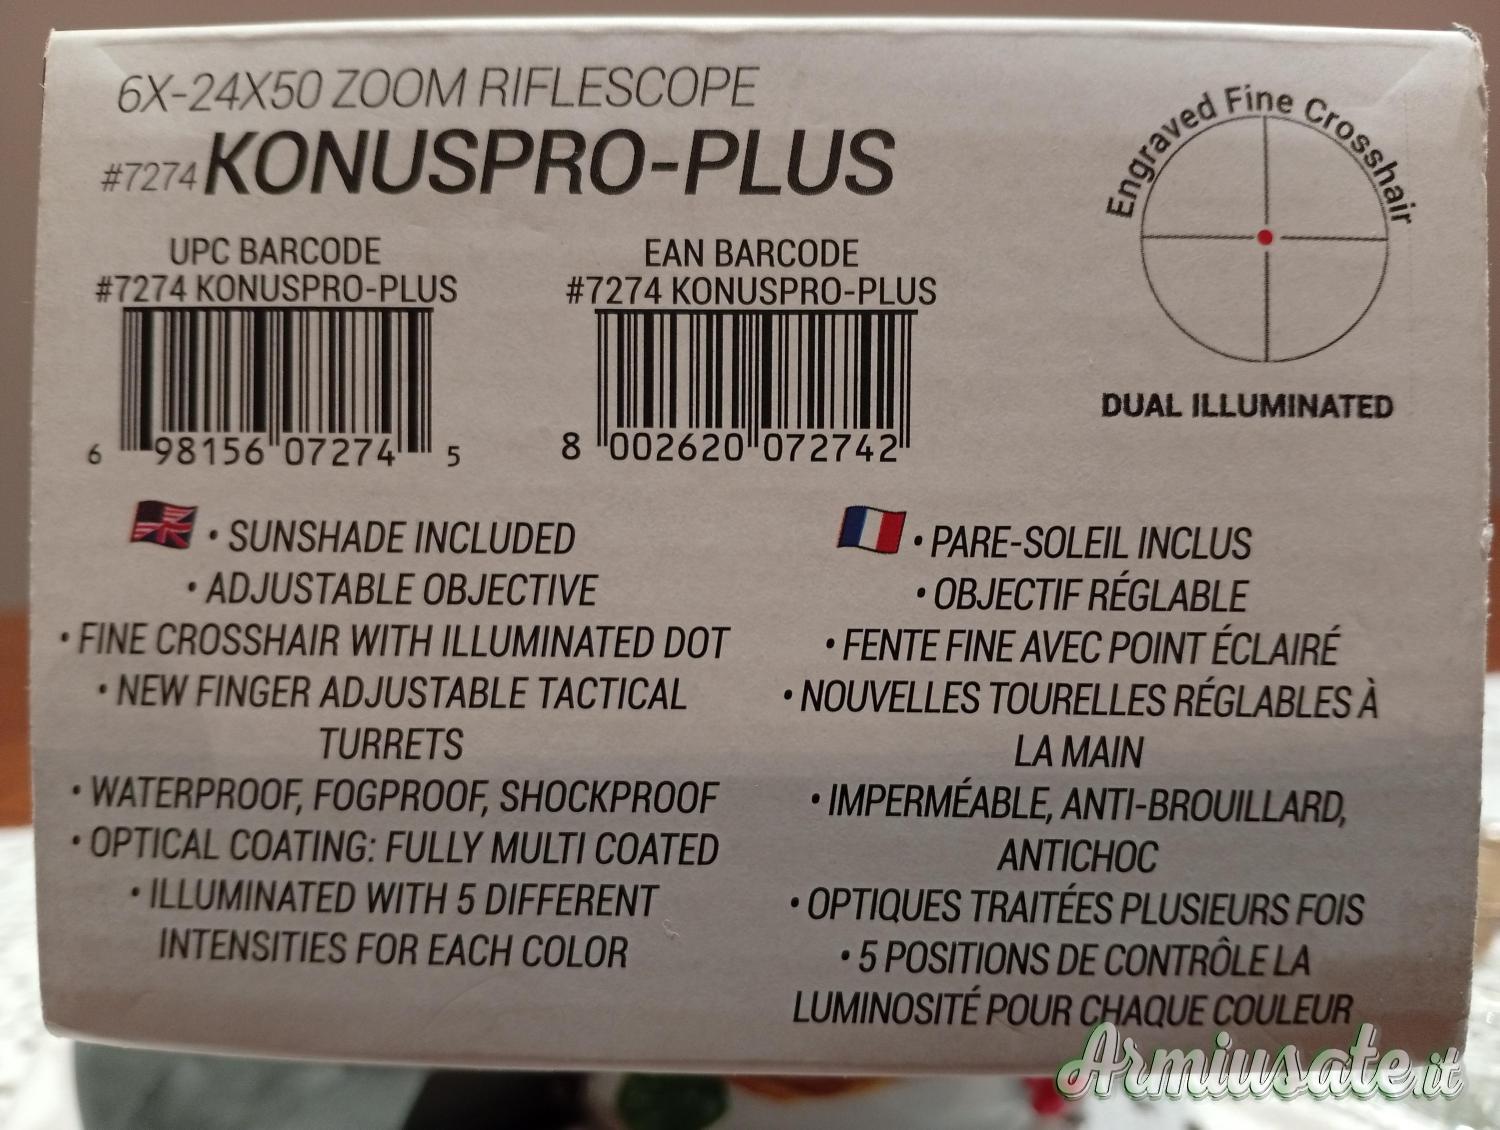 6X-24X50 ZOOM RIFLESCOPE
#7274 KONUSPRO-PLUS
Engraved Fine Crosshair
DUAL ILLUMINATED
UPC BARCODE
#7274 KONUSPRO-PLUS
6 98156 07274 5
EAN BARCODE
#7274 KONUSPRO-PLUS
8 002620 072742
• SUNSHADE INCLUDED
• ADJUSTABLE OBJECTIVE
• FINE CROSSHAIR WITH ILLUMINATED DOT
• NEW FINGER ADJUSTABLE TACTICAL
TURRETS
• WATERPROOF, FOGPROOF, SHOCKPROOF
• OPTICAL COATING: FULLY MULTI COATED
• ILLUMINATED WITH 5 DIFFERENT
INTENSITIES FOR EACH COLOR
• PARE-SOLEIL INCLUS
• OBJECTIF RÉGLABLE
• FENTE FINE AVEC POINT ÉCLAIRÉ
• NOUVELLES TOURELLES RÉGLABLES À
LA MAIN
• IMPERMÉABLE, ANTI-BROUILLARD,
ANTICHOC
• OPTIQUES TRAITÉES PLUSIEURS FOIS
• 5 POSITIONS DE CONTRÔLE LA
LUMINOSITÉ POUR CHAQUE COULEUR
Armiusate.it